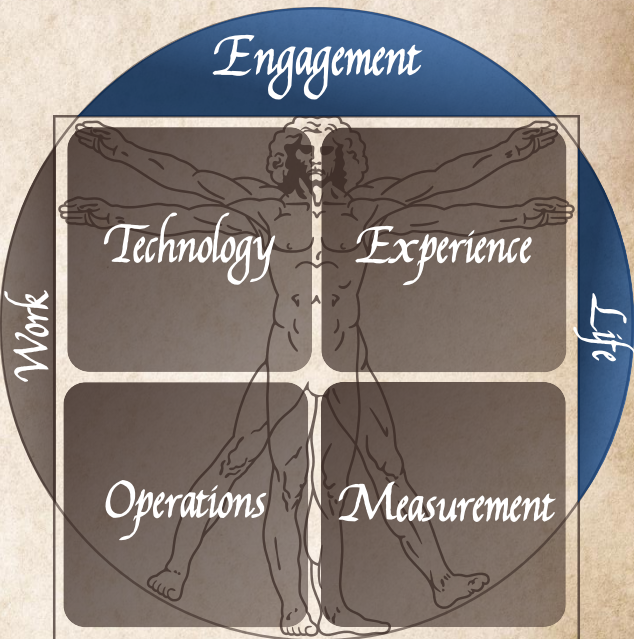 Engagement
Technology
Experience
Work
Life
Operations
Measurement